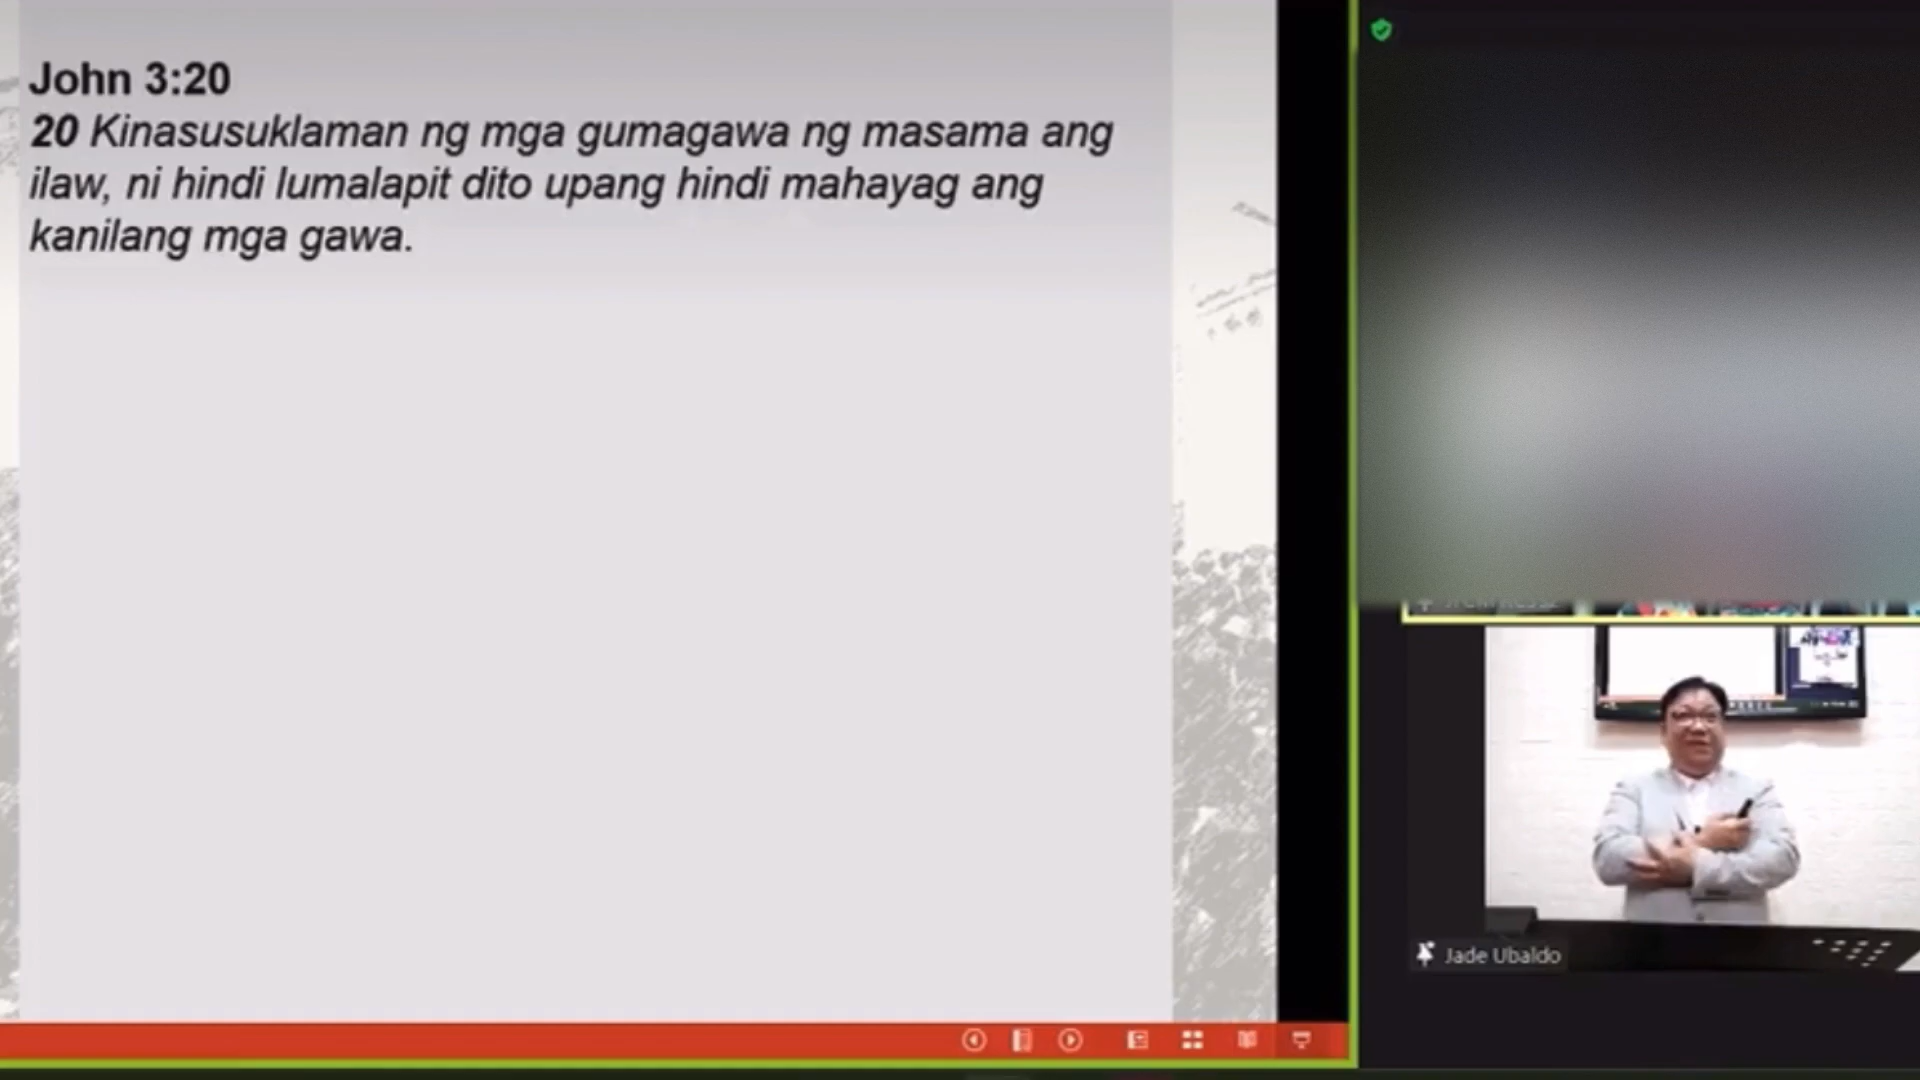 John 3:20
20 Kinasusuklaman ng mga gumagawa ng masama ang
ilaw, ni hindi lumalapit dito upang hindi mahayag ang
kanilang mga gawa.
Jade Ubaldo